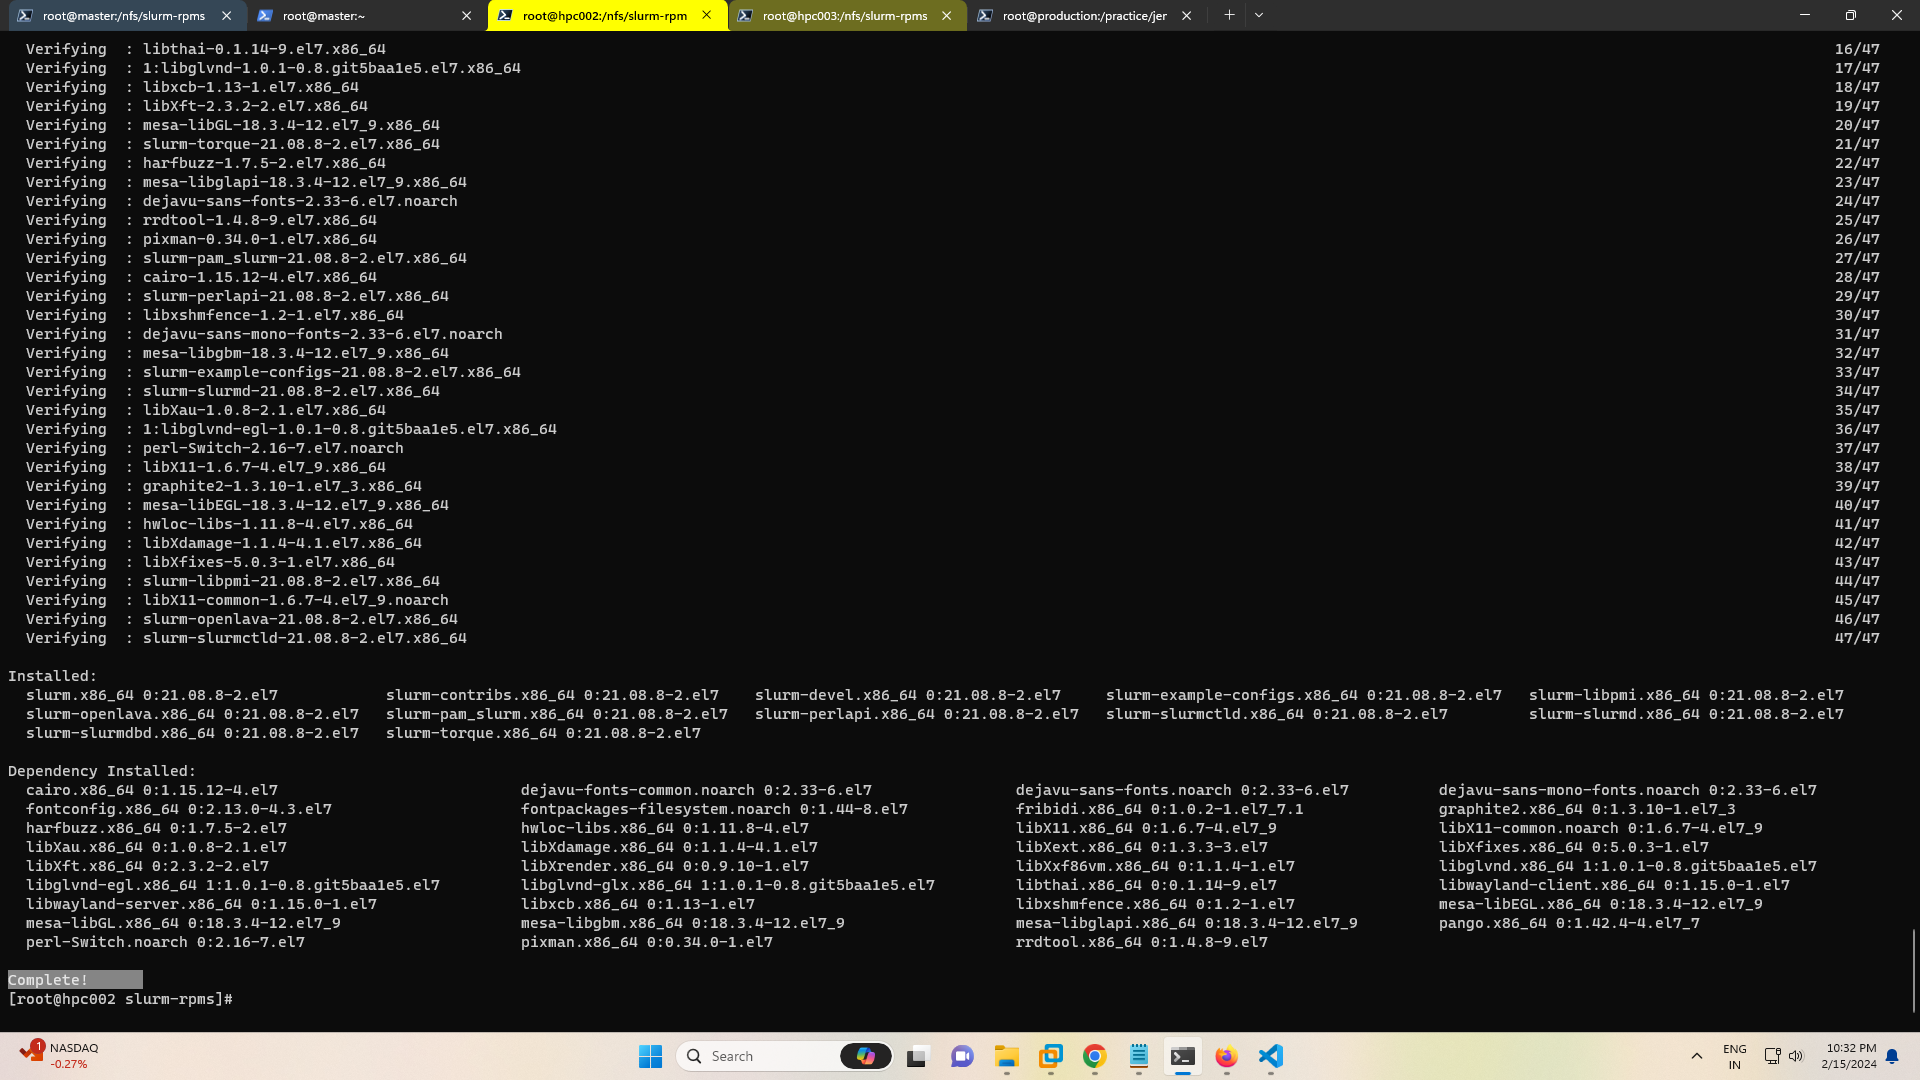 root@master:/nfs/slurm-rpms root@master:~ root@hpc002:/nfs/slurm-rpm root@hpc003:/nfs/slurm-rpms root@production:/practice/jer
Verifying : libthai-0.1.14-9.el7.x86_64 16/47
Verifying : 1:libglvnd-1.0.1-0.8.git5baa1e5.el7.x86_64 17/47
Verifying : libxcb-1.13-1.el7.x86_64 18/47
Verifying : libXft-2.3.2-2.el7.x86_64 19/47
Verifying : mesa-libGL-18.3.4-12.el7_9.x86_64 20/47
Verifying : slurm-torque-21.08.8-2.el7.x86_64 21/47
Verifying : harfbuzz-1.7.5-2.el7.x86_64 22/47
Verifying : mesa-libglapi-18.3.4-12.el7_9.x86_64 23/47
Verifying : dejavu-sans-fonts-2.33-6.el7.noarch 24/47
Verifying : rrdtool-1.4.8-9.el7.x86_64 25/47
Verifying : pixman-0.34.0-1.el7.x86_64 26/47
Verifying : slurm-pam_slurm-21.08.8-2.el7.x86_64 27/47
Verifying : cairo-1.15.12-4.el7.x86_64 28/47
Verifying : slurm-perlapi-21.08.8-2.el7.x86_64 29/47
Verifying : libxshmfence-1.2-1.el7.x86_64 30/47
Verifying : dejavu-sans-mono-fonts-2.33-6.el7.noarch 31/47
Verifying : mesa-libgbm-18.3.4-12.el7_9.x86_64 32/47
Verifying : slurm-example-configs-21.08.8-2.el7.x86_64 33/47
Verifying : slurm-slurmd-21.08.8-2.el7.x86_64 34/47
Verifying : libXau-1.0.8-2.1.el7.x86_64 35/47
Verifying : 1:libglvnd-egl-1.0.1-0.8.git5baa1e5.el7.x86_64 36/47
Verifying : perl-Switch-2.16-7.el7.noarch 37/47
Verifying : libX11-1.6.7-4.el7_9.x86_64 38/47
Verifying : graphite2-1.3.10-1.el7_3.x86_64 39/47
Verifying : mesa-libEGL-18.3.4-12.el7_9.x86_64 40/47
Verifying : hwloc-libs-1.11.8-4.el7.x86_64 41/47
Verifying : libXdamage-1.1.4-4.1.el7.x86_64 42/47
Verifying : libXfixes-5.0.3-1.el7.x86_64 43/47
Verifying : slurm-libpmi-21.08.8-2.el7.x86_64 44/47
Verifying : libX11-common-1.6.7-4.el7_9.noarch 45/47
Verifying : slurm-openlava-21.08.8-2.el7.x86_64 46/47
Verifying : slurm-slurmctld-21.08.8-2.el7.x86_64 47/47
Installed:
slurm.x86_64 0:21.08.8-2.el7 slurm-contribs.x86_64 0:21.08.8-2.el7 slurm-devel.x86_64 0:21.08.8-2.el7 slurm-example-configs.x86_64 0:21.08.8-2.el7 slurm-libpmi.x86_64 0:21.08.8-2.el7
slurm-openlava.x86_64 0:21.08.8-2.el7 slurm-pam_slurm.x86_64 0:21.08.8-2.el7 slurm-perlapi.x86_64 0:21.08.8-2.el7 slurm-slurmctld.x86_64 0:21.08.8-2.el7 slurm-slurmd.x86_64 0:21.08.8-2.el7
slurm-slurmdbd.x86_64 0:21.08.8-2.el7 slurm-torque.x86_64 0:21.08.8-2.el7
Dependency Installed:
cairo.x86_64 0:1.15.12-4.el7 dejavu-fonts-common.noarch 0:2.33-6.el7 dejavu-sans-fonts.noarch 0:2.33-6.el7 dejavu-sans-mono-fonts.noarch 0:2.33-6.el7
fontconfig.x86_64 0:2.13.0-4.3.el7 fontpackages-filesystem.noarch 0:1.44-8.el7 fribidi.x86_64 0:1.0.2-1.el7_7.1 graphite2.x86_64 0:1.3.10-1.el7_3
harfbuzz.x86_64 0:1.7.5-2.el7 hwloc-libs.x86_64 0:1.11.8-4.el7 libX11.x86_64 0:1.6.7-4.el7_9 libX11-common.noarch 0:1.6.7-4.el7_9
libXau.x86_64 0:1.0.8-2.1.el7 libXdamage.x86_64 0:1.1.4-4.1.el7 libXext.x86_64 0:1.3.3-3.el7 libXfixes.x86_64 0:5.0.3-1.el7
libXft.x86_64 0:2.3.2-2.el7 libXrender.x86_64 0:0.9.10-1.el7 libXxf86vm.x86_64 0:1.1.4-1.el7 libglvnd.x86_64 1:1.0.1-0.8.git5baa1e5.el7
libglvnd-egl.x86_64 1:1.0.1-0.8.git5baa1e5.el7 libglvnd-glx.x86_64 1:1.0.1-0.8.git5baa1e5.el7 libthai.x86_64 0:0.1.14-9.el7 libwayland-client.x86_64 0:1.15.0-1.el7
libwayland-server.x86_64 0:1.15.0-1.el7 libxcb.x86_64 0:1.13-1.el7 libxshmfence.x86_64 0:1.2-1.el7 mesa-libEGL.x86_64 0:18.3.4-12.el7_9
mesa-libGL.x86_64 0:18.3.4-12.el7_9 mesa-libgbm.x86_64 0:18.3.4-12.el7_9 mesa-libglapi.x86_64 0:18.3.4-12.el7_9 pango.x86_64 0:1.42.4-4.el7_7
perl-Switch.noarch 0:2.16-7.el7 pixman.x86_64 0:0.34.0-1.el7 rrdtool.x86_64 0:1.4.8-9.el7
Complete!
[root@hpc002 slurm-rpms]#
1 NASDAQ
-0.27%
Search
ENG
IN
10:32 PM
2/15/2024